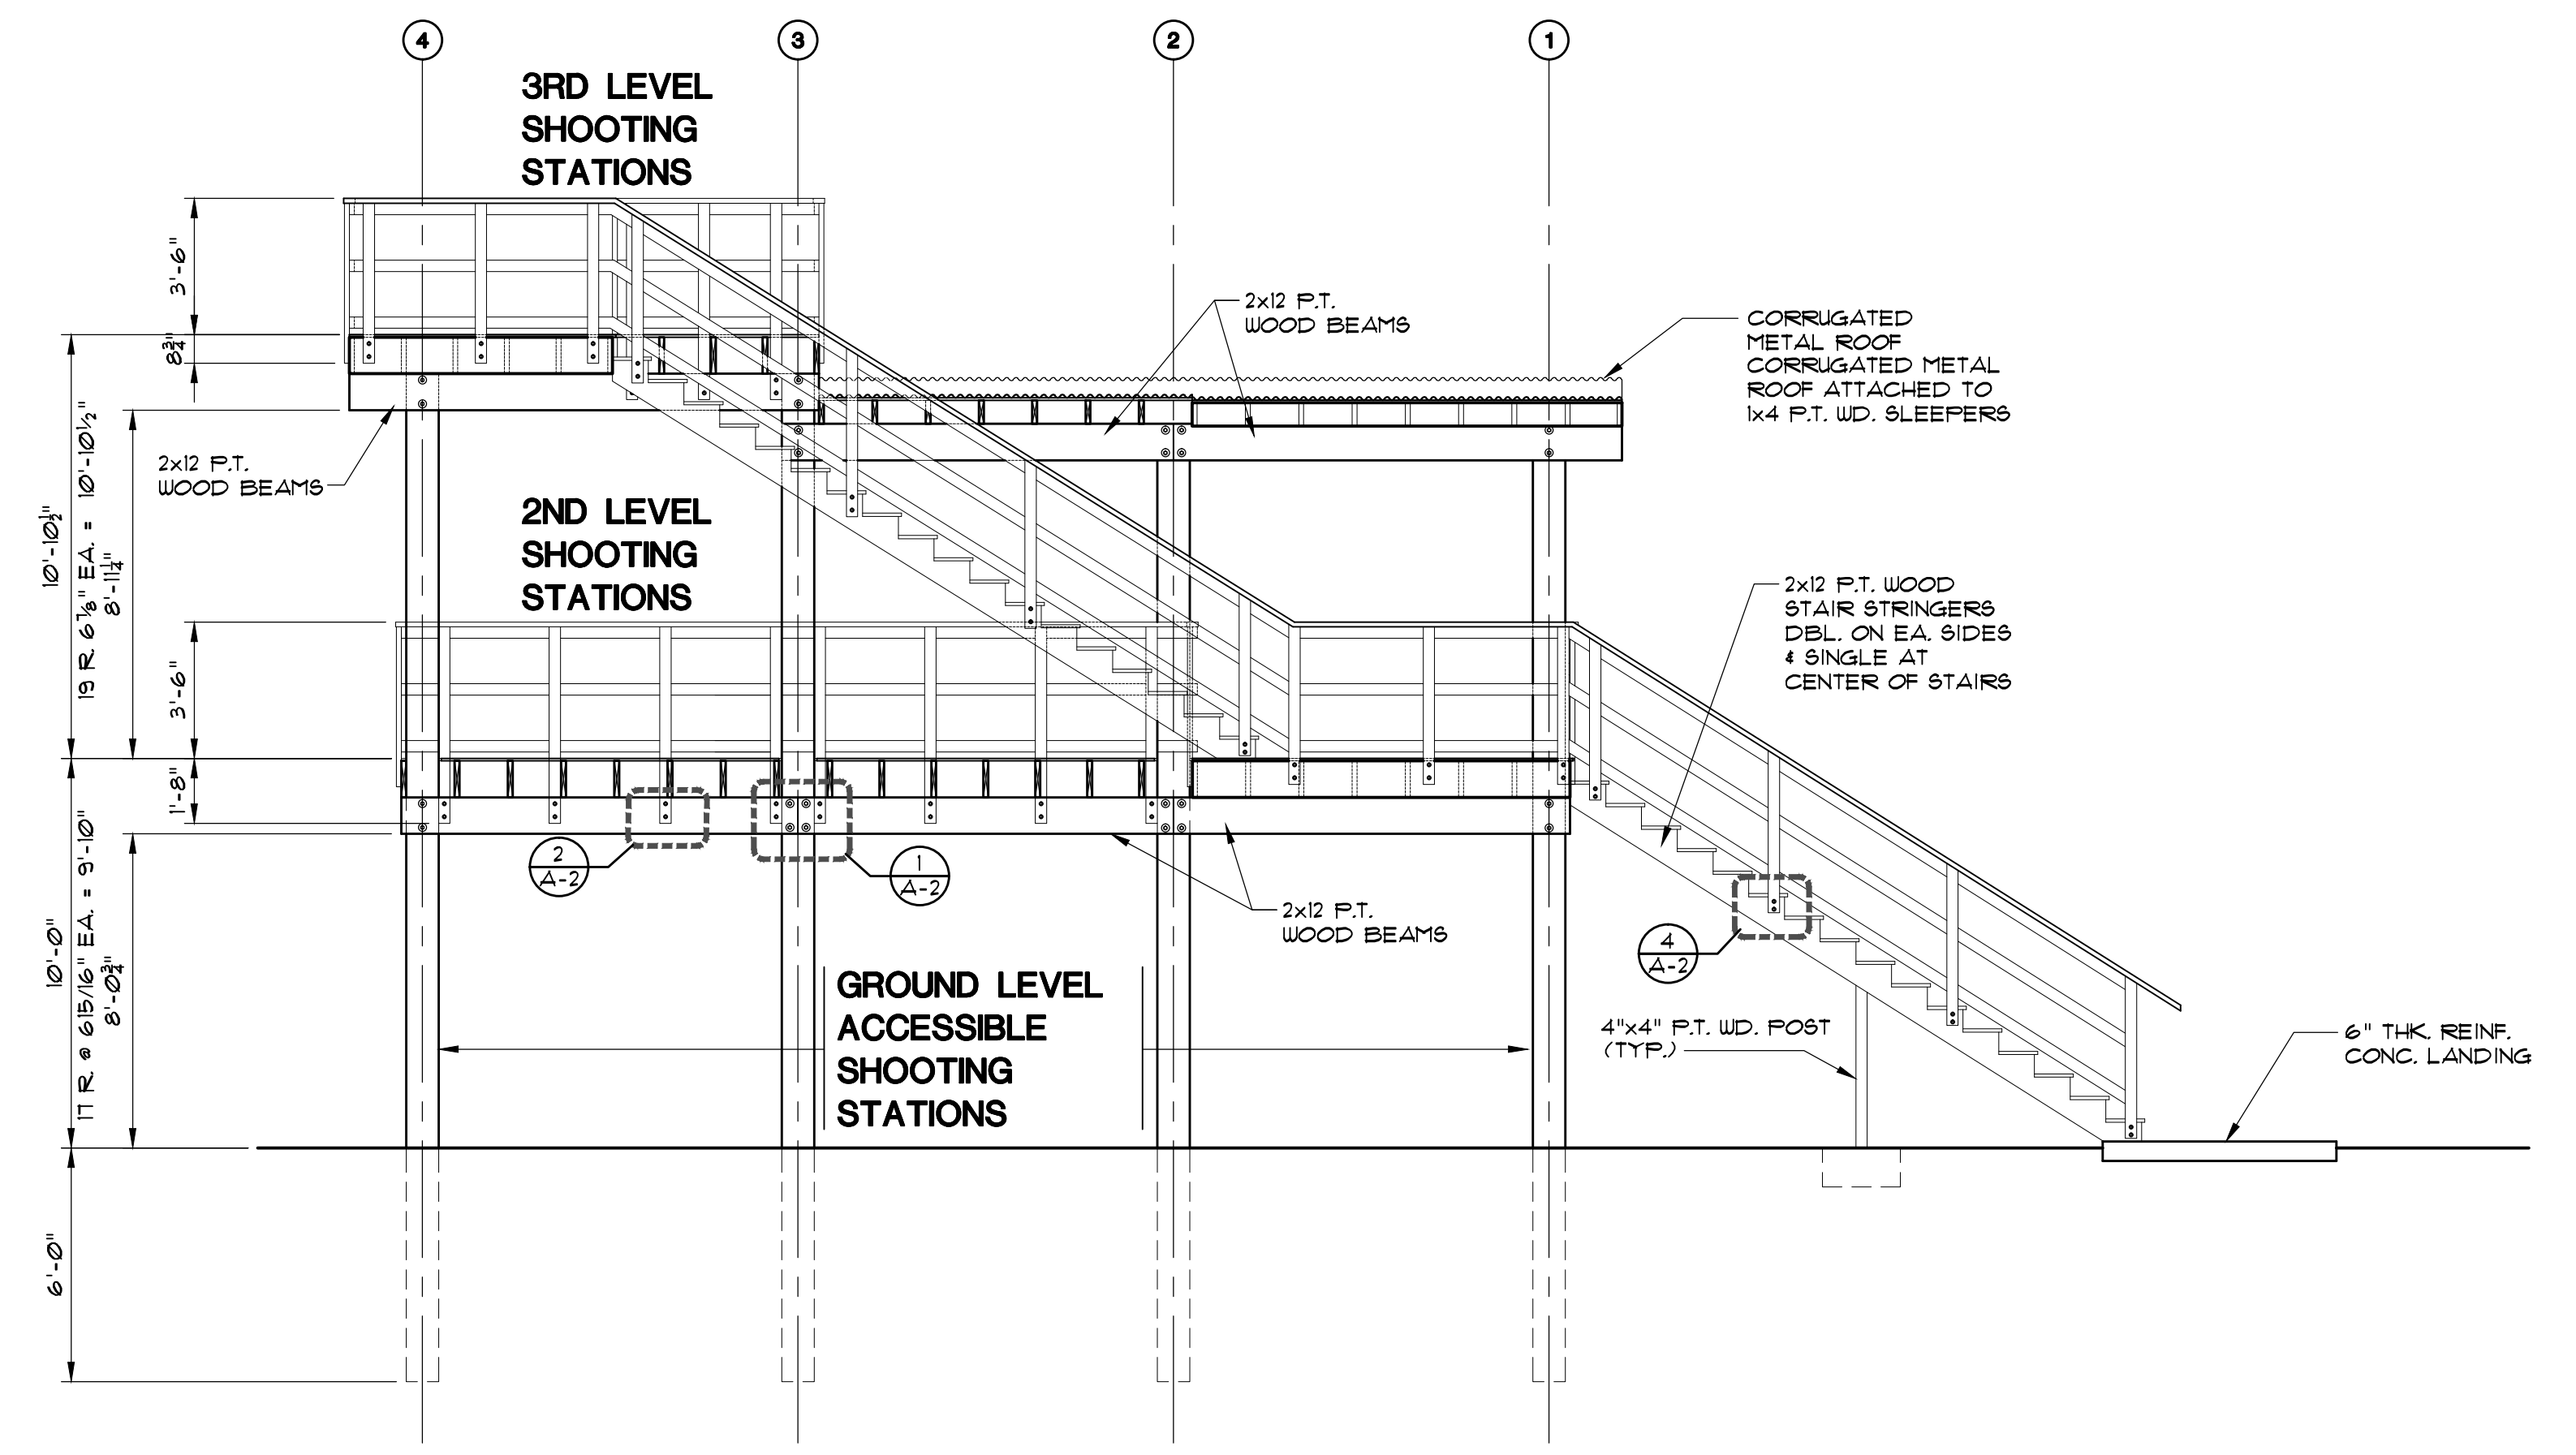 4
3
2
1
3RD LEVEL
SHOOTING
STATIONS
3'-6"
8¾"
2x12 P.T.
WOOD BEAMS
CORRUGATED
METAL ROOF
CORRUGATED METAL
ROOF ATTACHED TO
1x4 P.T. WD. SLEEPERS
2x12 P.T.
WOOD BEAMS
10'-10½"
19 R. 6⅞" EA. = 10'-10½"
8'-11¼"
2ND LEVEL
SHOOTING
STATIONS
2x12 P.T. WOOD
STAIR STRINGERS
DBL. ON EA. SIDES
& SINGLE AT
CENTER OF STAIRS
3'-6"
1'-8"
2
A-2
1
A-2
2x12 P.T.
WOOD BEAMS
4
A-2
10'-0"
17 R. @ 615/16" EA. = 9'-10"
8'-0¾"
GROUND LEVEL
ACCESSIBLE
SHOOTING
STATIONS
4"x4" P.T. WD. POST
(TYP.)
6" THK. REINF.
CONC. LANDING
6'-0"